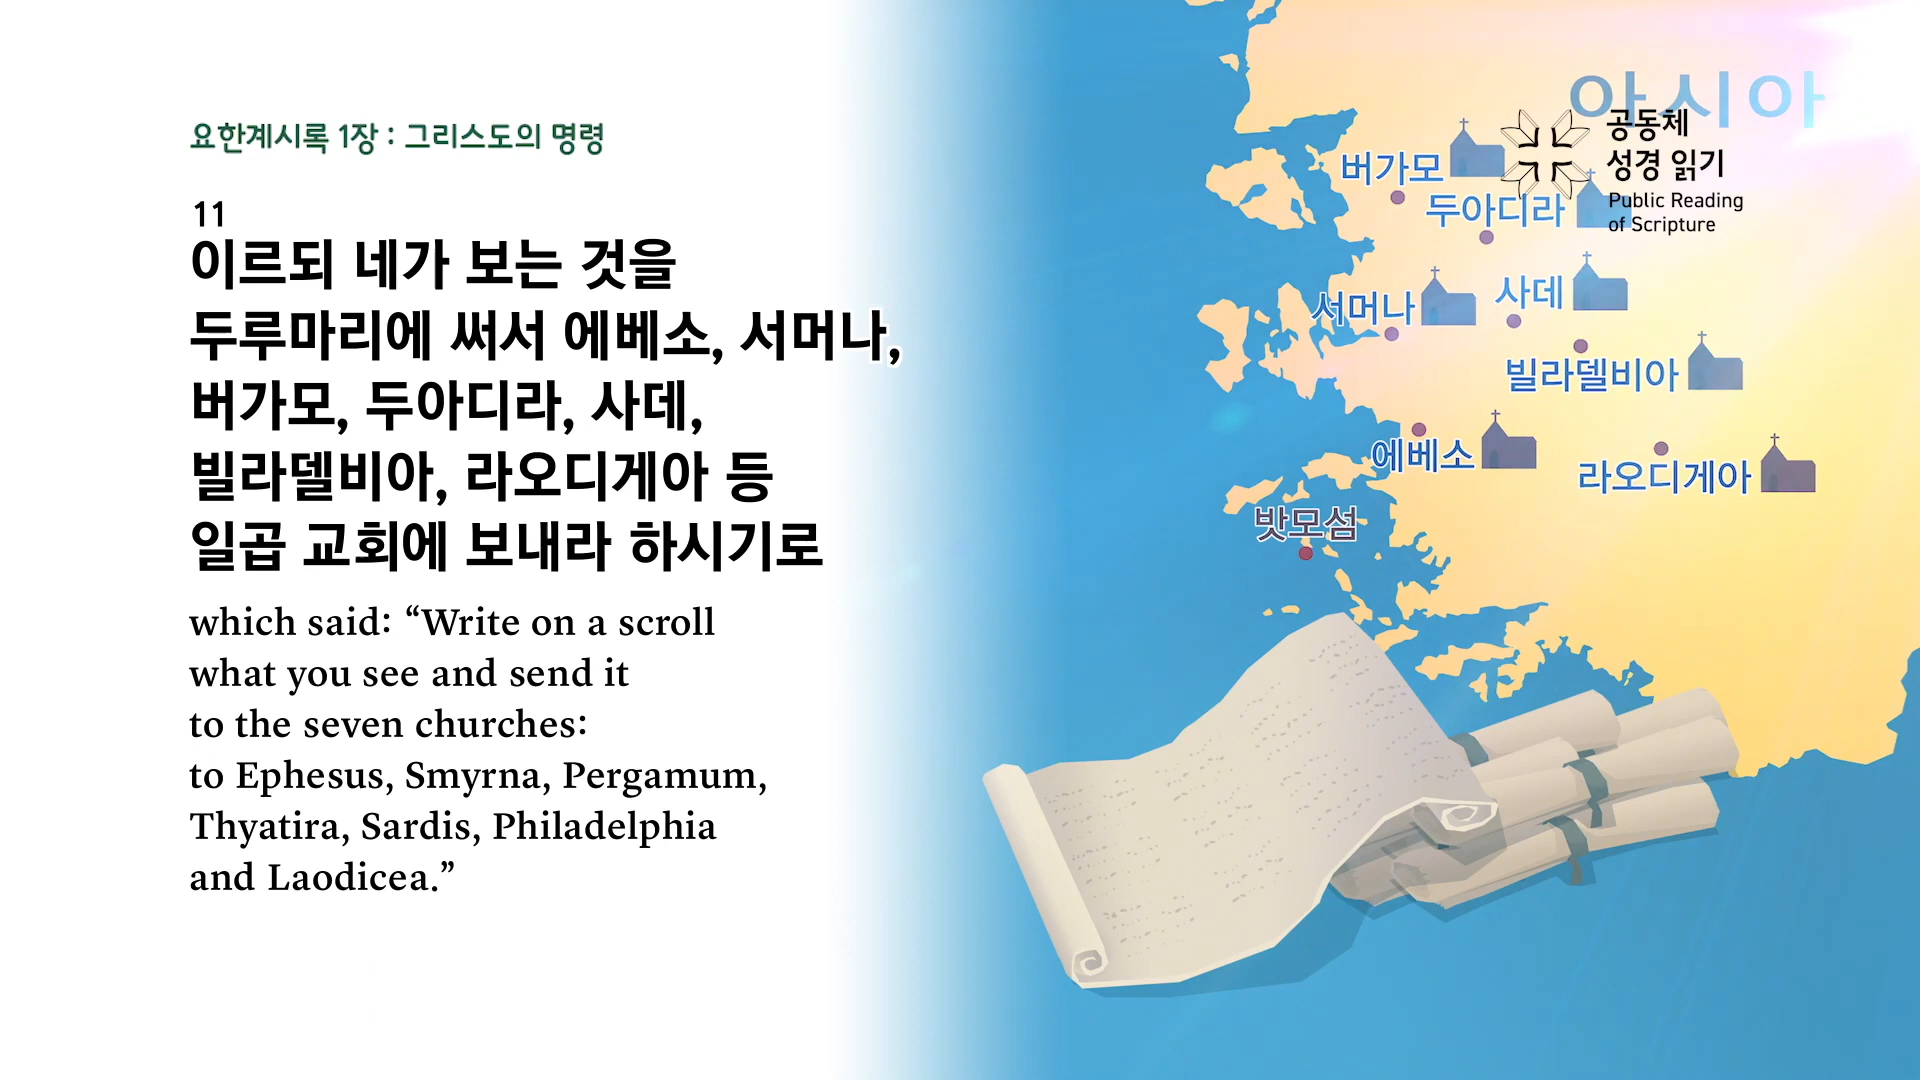 요한계시록 1장 : 그리스도의 명령
11
이르되 네가 보는 것을
두루마리에 써서 에베소, 서머나,
버가모, 두아디라, 사데,
빌라델비아, 라오디게아 등
일곱 교회에 보내라 하시기로
which said: “Write on a scroll
what you see and send it
to the seven churches:
to Ephesus, Smyrna, Pergamum,
Thyatira, Sardis, Philadelphia
and Laodicea.”
아시아
공동체
성경 읽기
Public Reading
of Scripture
버가모
두아디라
서머나
사데
빌라델비아
에베소
라오디게아
밧모섬